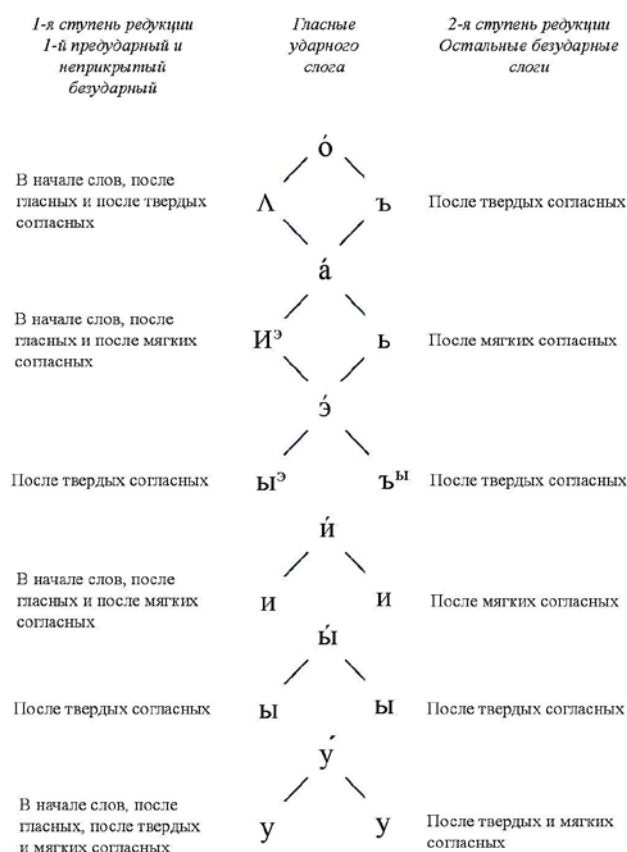 1-я ступень редукции
1-й предударный и
неприкрытый
безударный
Гласные
ударного
слога
2-я ступень редукции
Остальные безударные
слоги
о́
В начале слов, после
гласных и после твердых
согласных
Λ
ъ
После твердых согласных
а́
В начале слов, после
гласных и после мягких
согласных
Иэ
ь
После мягких согласных
э́
После твердых согласных
ыэ
ъы
После твердых согласных
и́
В начале слов, после
гласных и после мягких
согласных
и
и
После мягких согласных
ы́
После твердых согласных
ы
ы
После твердых согласных
у́
В начале слов, после
гласных, после твердых
и мягких согласных
у
у
После твердых и мягких
согласных